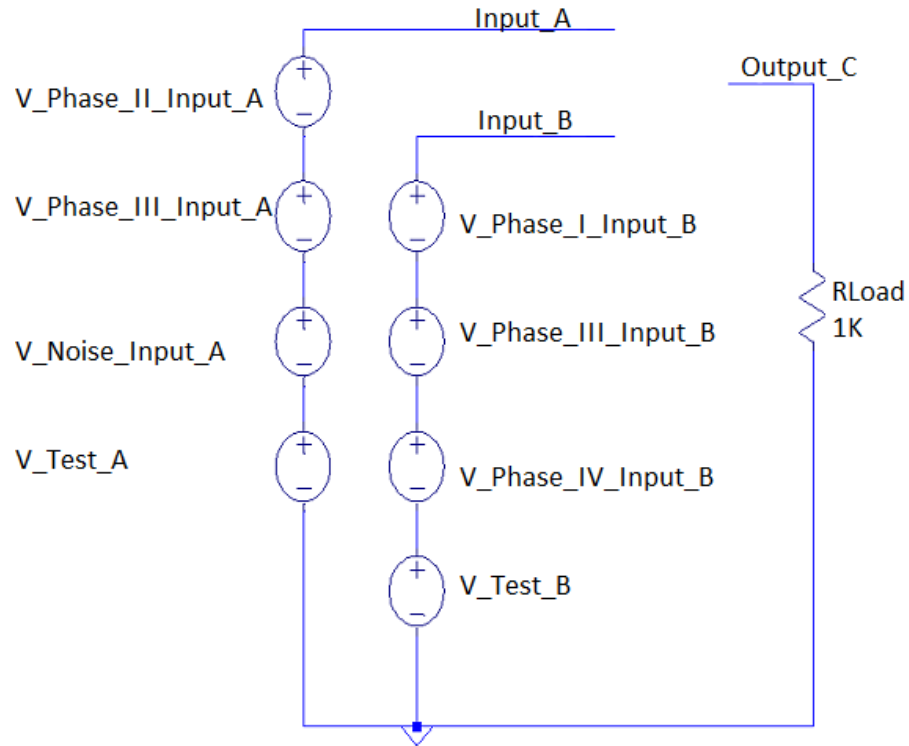 Input_A
Output_C
V_Phase_II_Input_A
Input_B
V_Phase_III_Input_A
V_Phase_I_Input_B
RLoad
1K
V_Phase_III_Input_B
V_Noise_Input_A
V_Test_A
V_Phase_IV_Input_B
V_Test_B